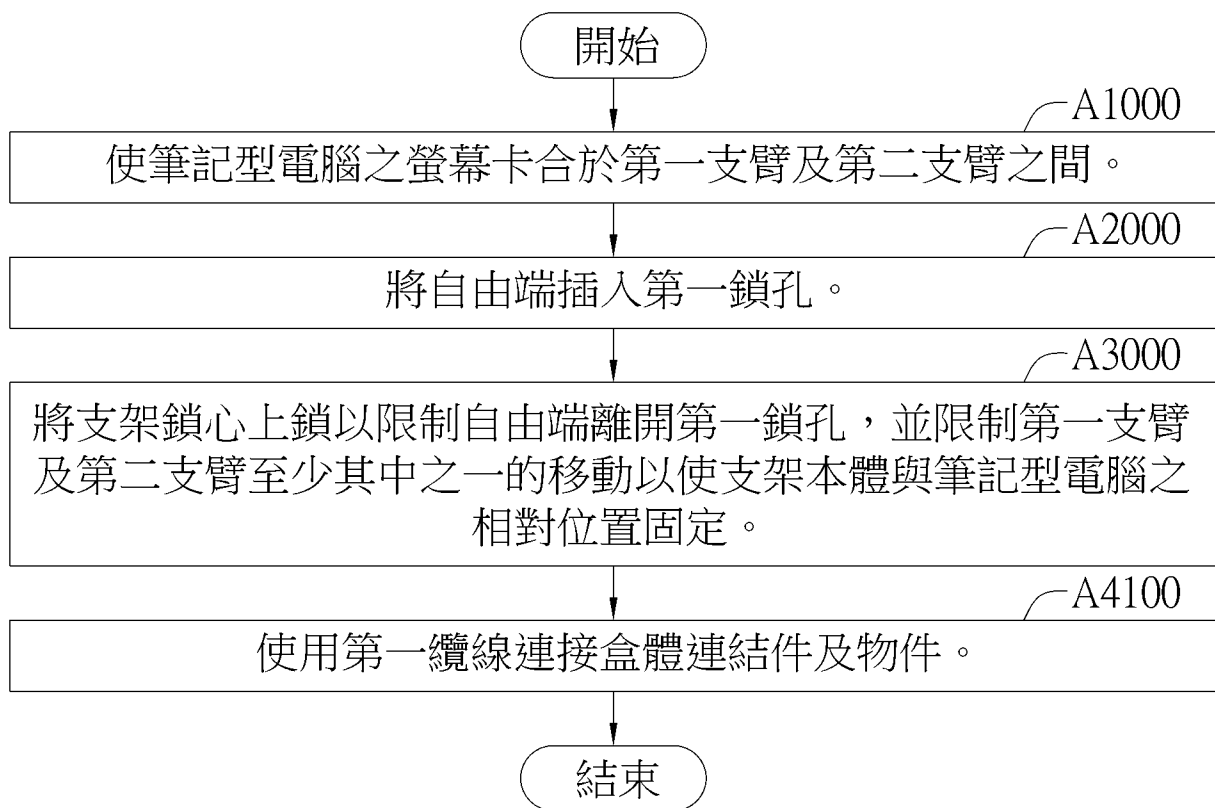 開始
A1000
使筆記型電腦之螢幕卡合於第一支臂及第二支臂之間。
A2000
將自由端插入第一鎖孔。
A3000
將支架鎖心上鎖以限制自由端離開第一鎖孔，並限制第一支臂
及第二支臂至少其中之一的移動以使支架本體與筆記型電腦之
相對位置固定。
A4100
使用第一纜線連接盒體連結件及物件。
結束